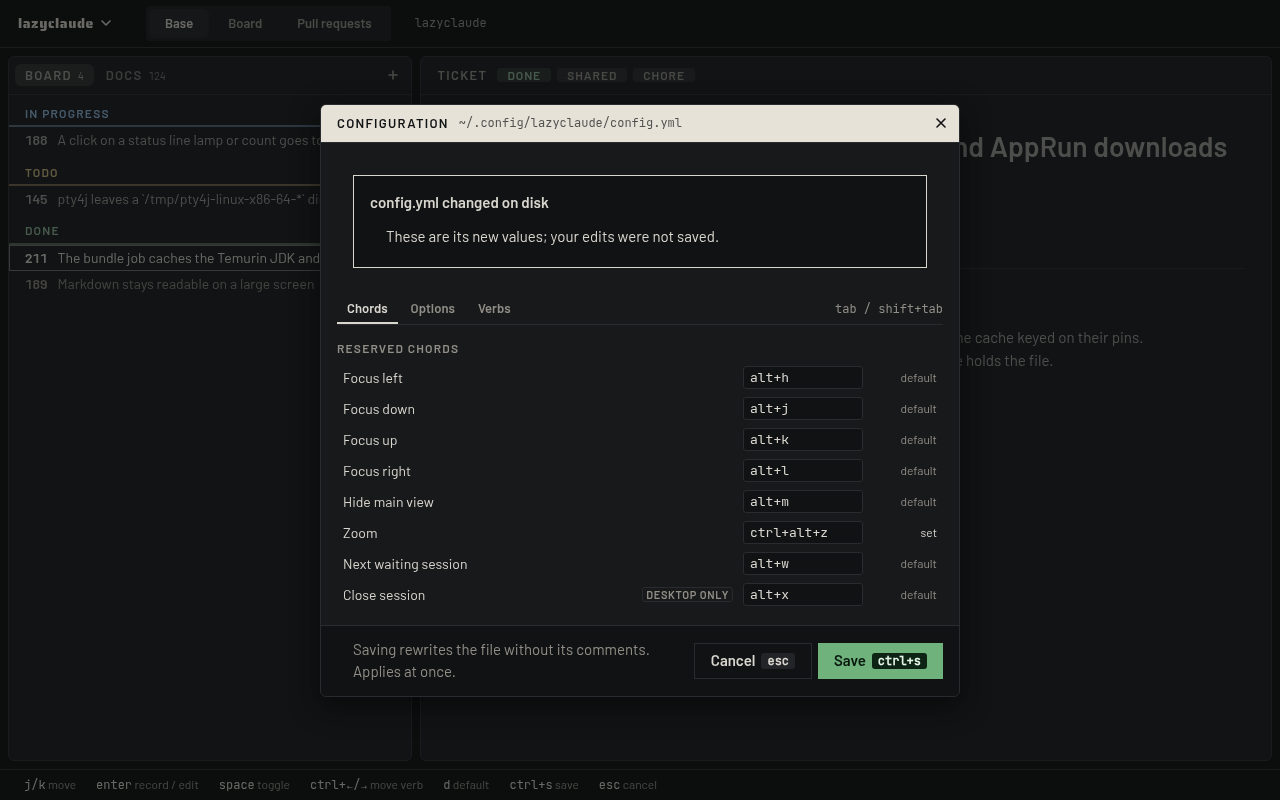 lazyclaude
Base Board Pull requests
lazyclaude
BOARD 4 DOCS 124 +
TICKET DONE SHARED CHORE
IN PROGRESS
188 A click on a status line lamp or count goes to
TODO
145 pty4j leaves a `/tmp/pty4j-linux-x86-64-*` di
DONE
211 The bundle job caches the Temurin JDK and
189 Markdown stays readable on a large screen
nd AppRun downloads
e cache keyed on their pins.
e holds the file.
CONFIGURATION ~/.config/lazyclaude/config.yml
config.yml changed on disk
These are its new values; your edits were not saved.
Chords Options Verbs tab / shift+tab
RESERVED CHORDS
Focus left alt+h default
Focus down alt+j default
Focus up alt+k default
Focus right alt+l default
Hide main view alt+m default
Zoom ctrl+alt+z set
Next waiting session alt+w default
Close session DESKTOP ONLY alt+x default
Saving rewrites the file without its comments.
Applies at once.
Cancel esc Save ctrl+s
j/k move enter record / edit space toggle ctrl+←/→ move verb d default ctrl+s save esc cancel